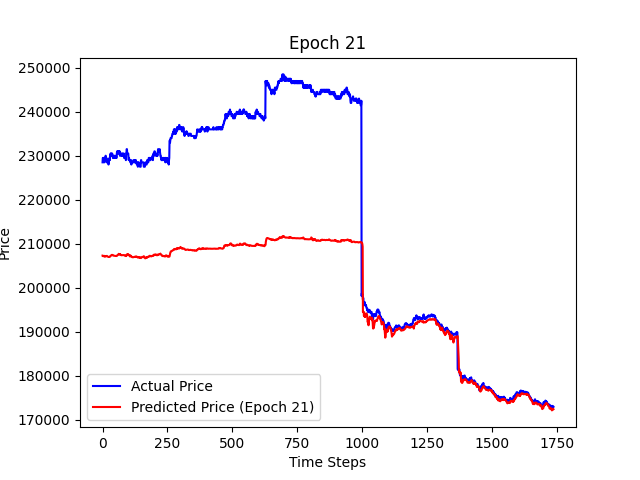 Epoch 21
250000
240000
230000
220000
210000
200000
190000
180000
170000
Price
Actual Price
Predicted Price (Epoch 21)
0 250 500 750 1000 1250 1500 1750
Time Steps